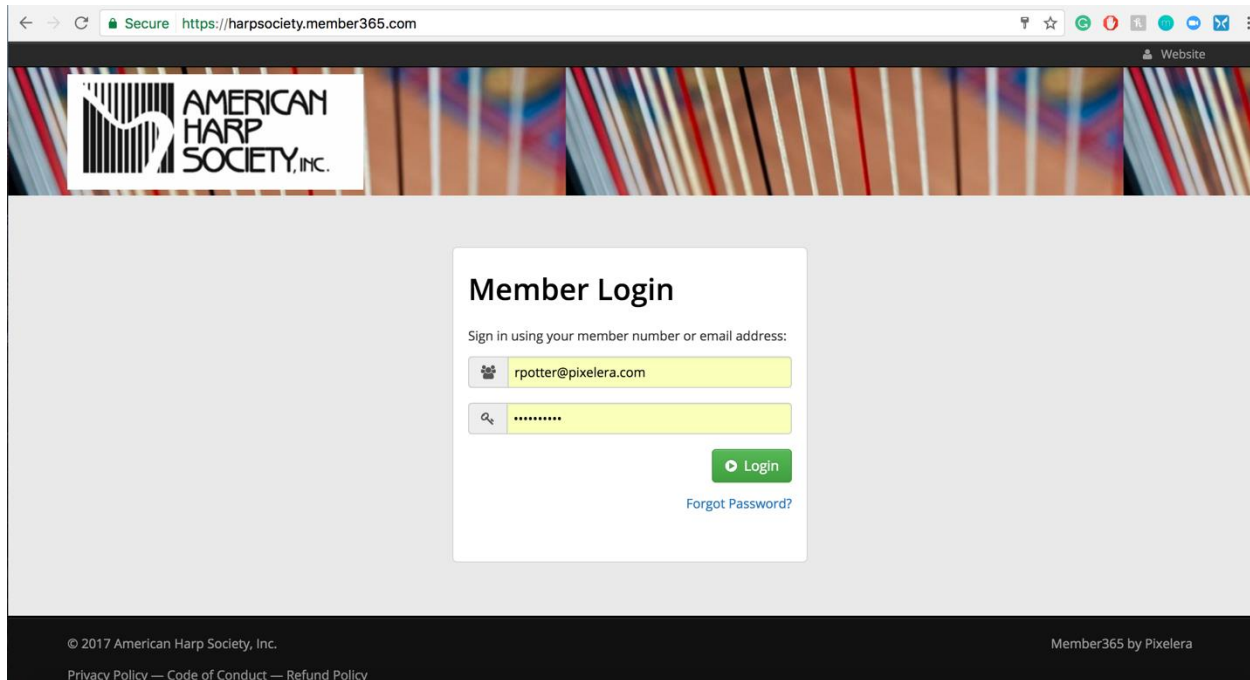 Secure https://harpsociety.member365.com
Website
AMERICAN
HARP
SOCIETY, INC.
Member Login
Sign in using your member number or email address:
rpotter@pixelera.com
••••••••••
Login
Forgot Password?
© 2017 American Harp Society, Inc.
Member365 by Pixelera
Privacy Policy — Code of Conduct — Refund Policy